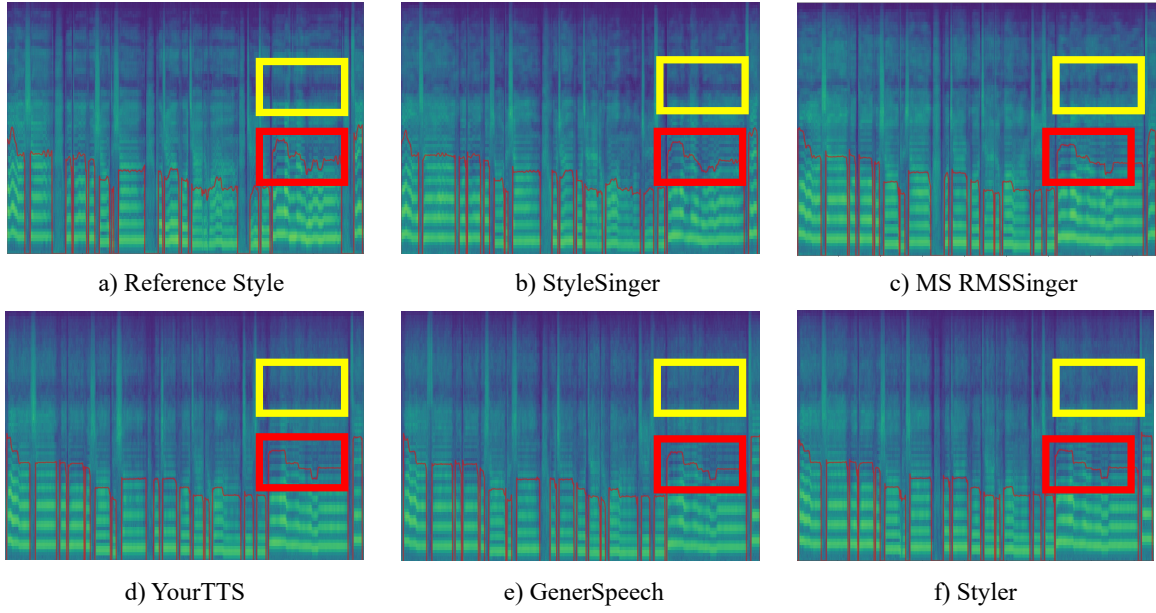 a) Reference Style
b) StyleSinger
c) MS RMSSinger
d) YourTTS
e) GenerSpeech
f) Styler